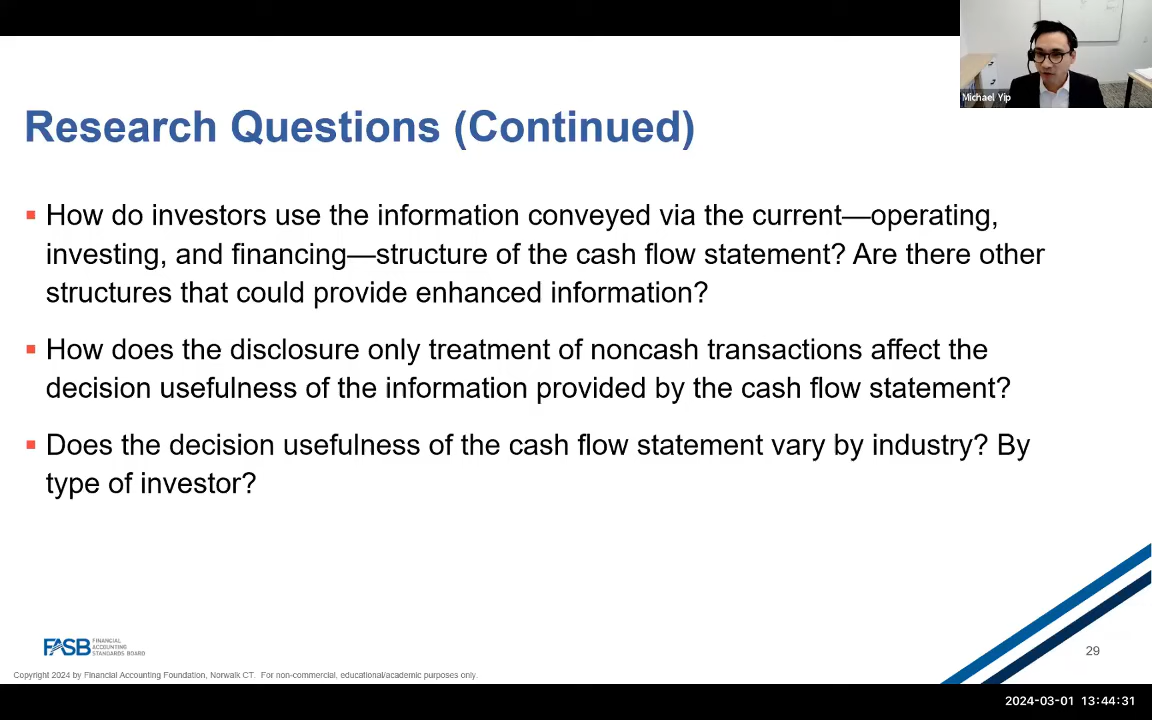 Michael Yip
Research Questions (Continued)
▪ How do investors use the information conveyed via the current—operating,
investing, and financing—structure of the cash flow statement? Are there other
structures that could provide enhanced information?
▪ How does the disclosure only treatment of noncash transactions affect the
decision usefulness of the information provided by the cash flow statement?
▪ Does the decision usefulness of the cash flow statement vary by industry? By
type of investor?
FASB
FINANCIAL
ACCOUNTING
STANDARDS BOARD
29
Copyright 2024 by Financial Accounting Foundation, Norwalk CT. For non-commercial, educational/academic purposes only.
2024-03-01 13:44:31